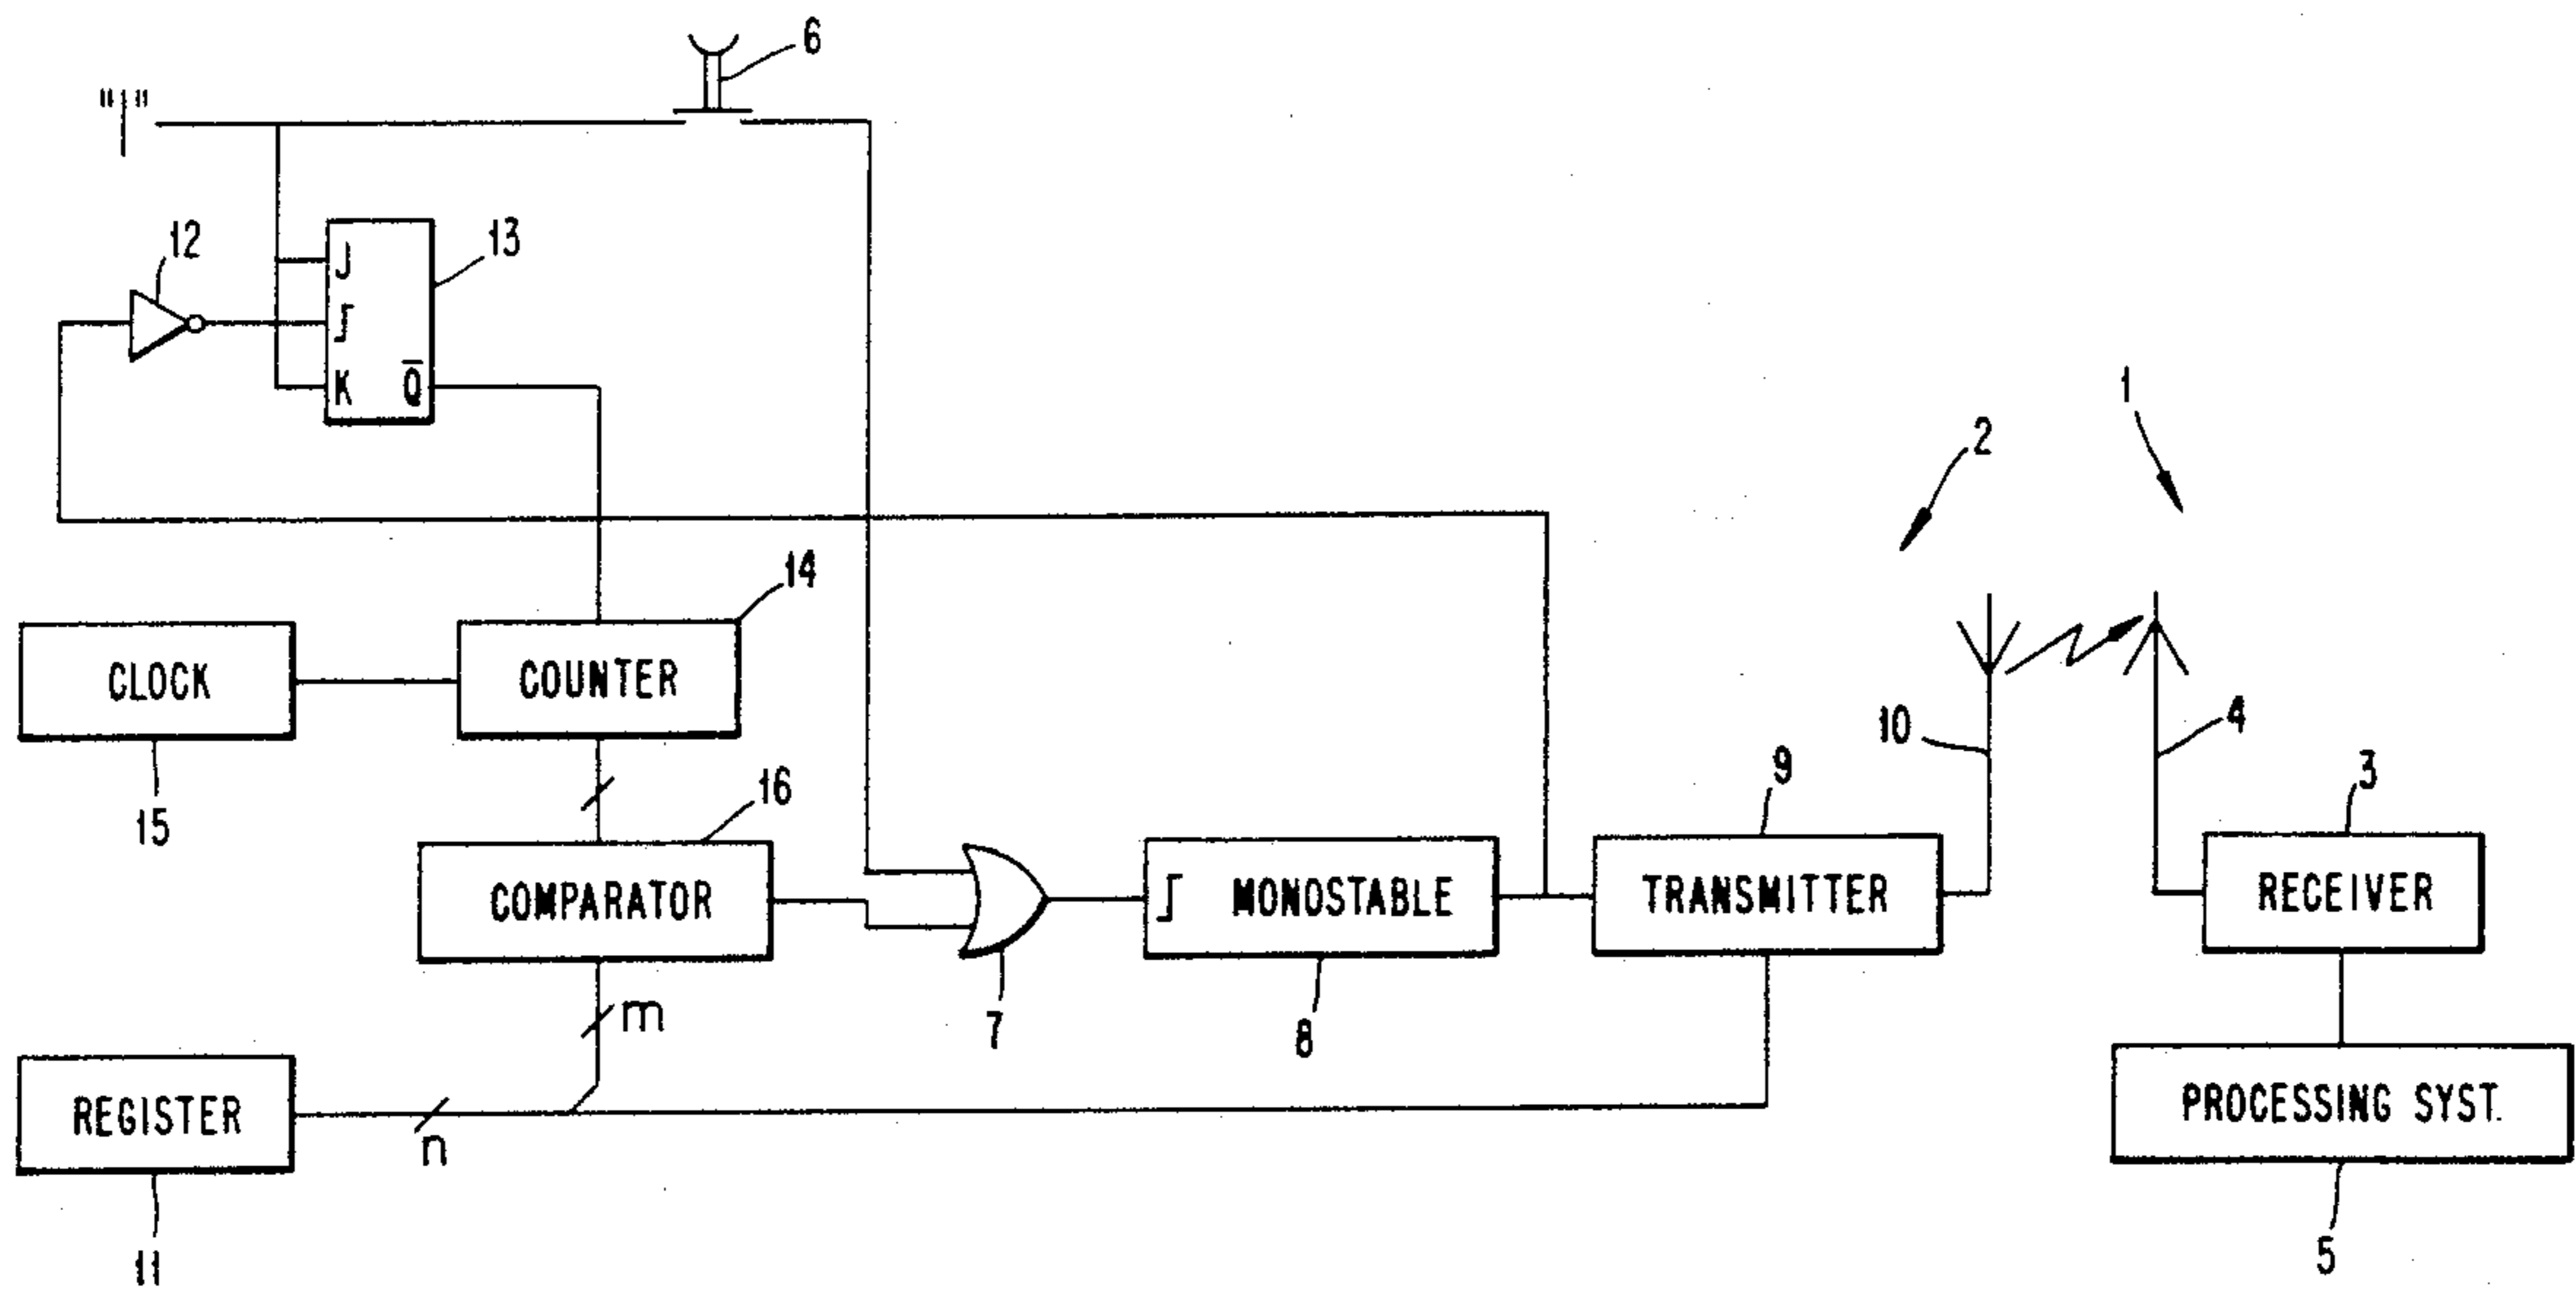 6
"1"
12
13
J
K
Q̅
1
2
14
CLOCK
COUNTER
15
16
10
4
9
3
COMPARATOR
MONOSTABLE
TRANSMITTER
RECEIVER
7
8
m
REGISTER
n
PROCESSING SYST.
11
5